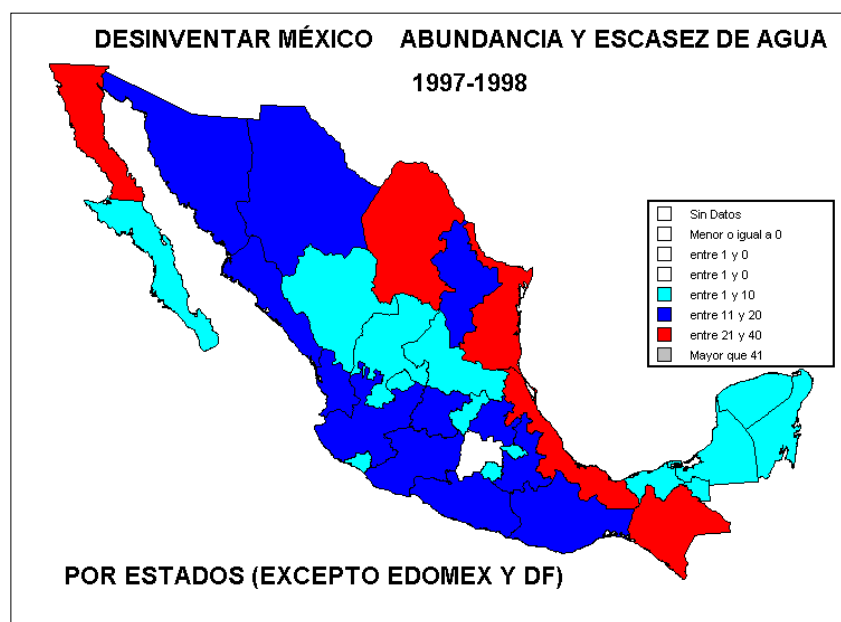 DESINVENTAR MÉXICO ABUNDANCIA Y ESCASEZ DE AGUA
1997-1998
Sin Datos
Menor o igual a 0
entre 1 y 0
entre 1 y 0
entre 1 y 10
entre 11 y 20
entre 21 y 40
Mayor que 41
POR ESTADOS (EXCEPTO EDOMEX Y DF)